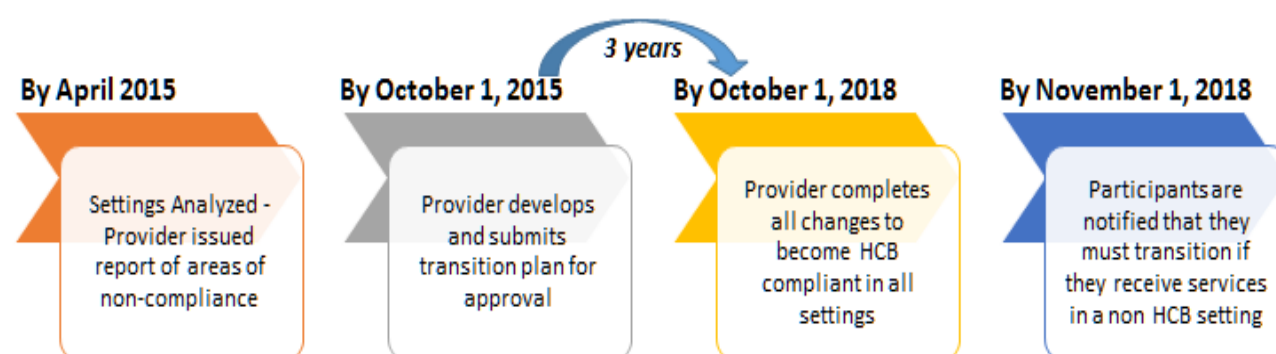 3 years
By April 2015
By October 1, 2015
By October 1, 2018
By November 1, 2018
Settings Analyzed -
Provider issued
report of areas of
non-compliance
Provider develops
and submits
transition plan for
approval
Provider completes
all changes to
become HCB
compliant in all
settings
Participants are
notified that they
must transition if
they receive services
in a non HCB setting